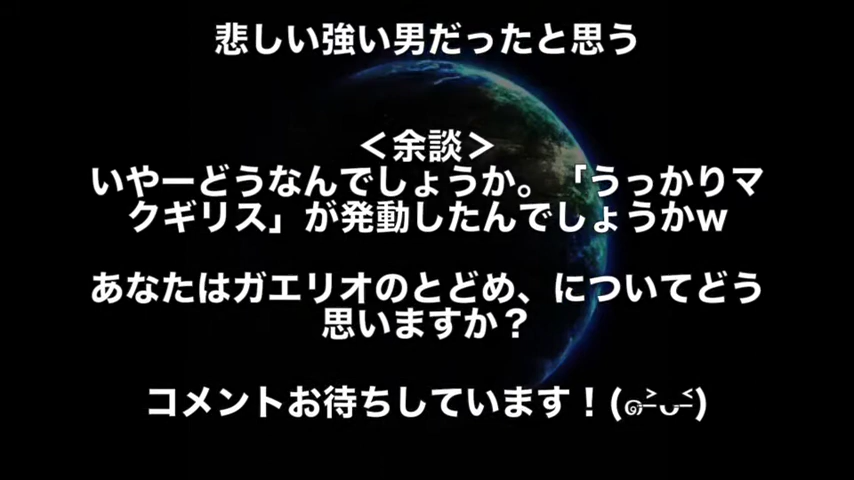 悲しい強い男だったと思う
＜余談＞
いやーどうなんでしょうか。「うっかりマ
クギリス」が発動したんでしょうかw
あなたはガエリオのとどめ、についてどう
思いますか？
コメントお待ちしています！(๑˃̵ᴗ˂̵)